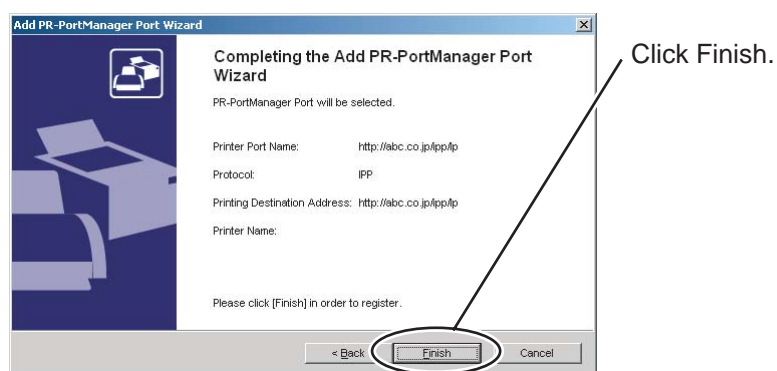 Add PR-PortManager Port Wizard
Completing the Add PR-PortManager Port
Wizard
PR-PortManager Port will be selected.
Printer Port Name: http://abc.co.jp/ipp/lp
Protocol: IPP
Printing Destination Address: http://abc.co.jp/ipp/lp
Printer Name:
Please click [Finish] in order to register.
< Back Finish Cancel
Click Finish.